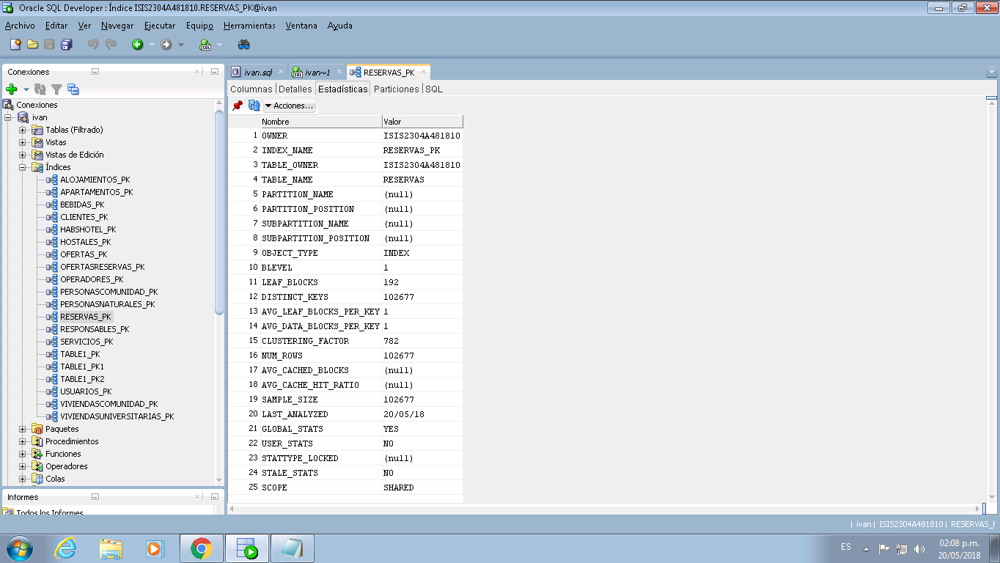 Oracle SQL Developer : Índice ISIS2304A481810.RESERVAS_PK@ivan
Archivo Editar Ver Navegar Ejecutar Equipo Herramientas Ventana Ayuda
Conexiones
Conexiones
ivan
Tablas (Filtrado)
Vistas
Vistas de Edición
Índices
ALOJAMIENTOS_PK
APARTAMENTOS_PK
BEBIDAS_PK
CLIENTES_PK
HABSHOTEL_PK
HOSTALES_PK
OFERTAS_PK
OFERTASRESERVAS_PK
OPERADORES_PK
PERSONASCOMUNIDAD_PK
PERSONASNATURALES_PK
RESERVAS_PK
RESPONSABLES_PK
SERVICIOS_PK
TABLE1_PK
TABLE1_PK1
TABLE1_PK2
USUARIOS_PK
VIVIENDASCOMUNIDAD_PK
VIVIENDASUNIVERSITARIAS_PK
Paquetes
Procedimientos
Funciones
Operadores
Colas
Informes
Todos los Informes
ivan.sql ivan~1 RESERVAS_PK
Columnas Detalles Estadísticas Particiones SQL
Acciones...
Nombre Valor
1 OWNER ISIS2304A481810
2 INDEX_NAME RESERVAS_PK
3 TABLE_OWNER ISIS2304A481810
4 TABLE_NAME RESERVAS
5 PARTITION_NAME (null)
6 PARTITION_POSITION (null)
7 SUBPARTITION_NAME (null)
8 SUBPARTITION_POSITION (null)
9 OBJECT_TYPE INDEX
10 BLEVEL 1
11 LEAF_BLOCKS 192
12 DISTINCT_KEYS 102677
13 AVG_LEAF_BLOCKS_PER_KEY 1
14 AVG_DATA_BLOCKS_PER_KEY 1
15 CLUSTERING_FACTOR 782
16 NUM_ROWS 102677
17 AVG_CACHED_BLOCKS (null)
18 AVG_CACHE_HIT_RATIO (null)
19 SAMPLE_SIZE 102677
20 LAST_ANALYZED 20/05/18
21 GLOBAL_STATS YES
22 USER_STATS NO
23 STATTYPE_LOCKED (null)
24 STALE_STATS NO
25 SCOPE SHARED
| ivan | ISIS2304A481810 | RESERVAS_F
ES
02:08 p.m.
20/05/2018